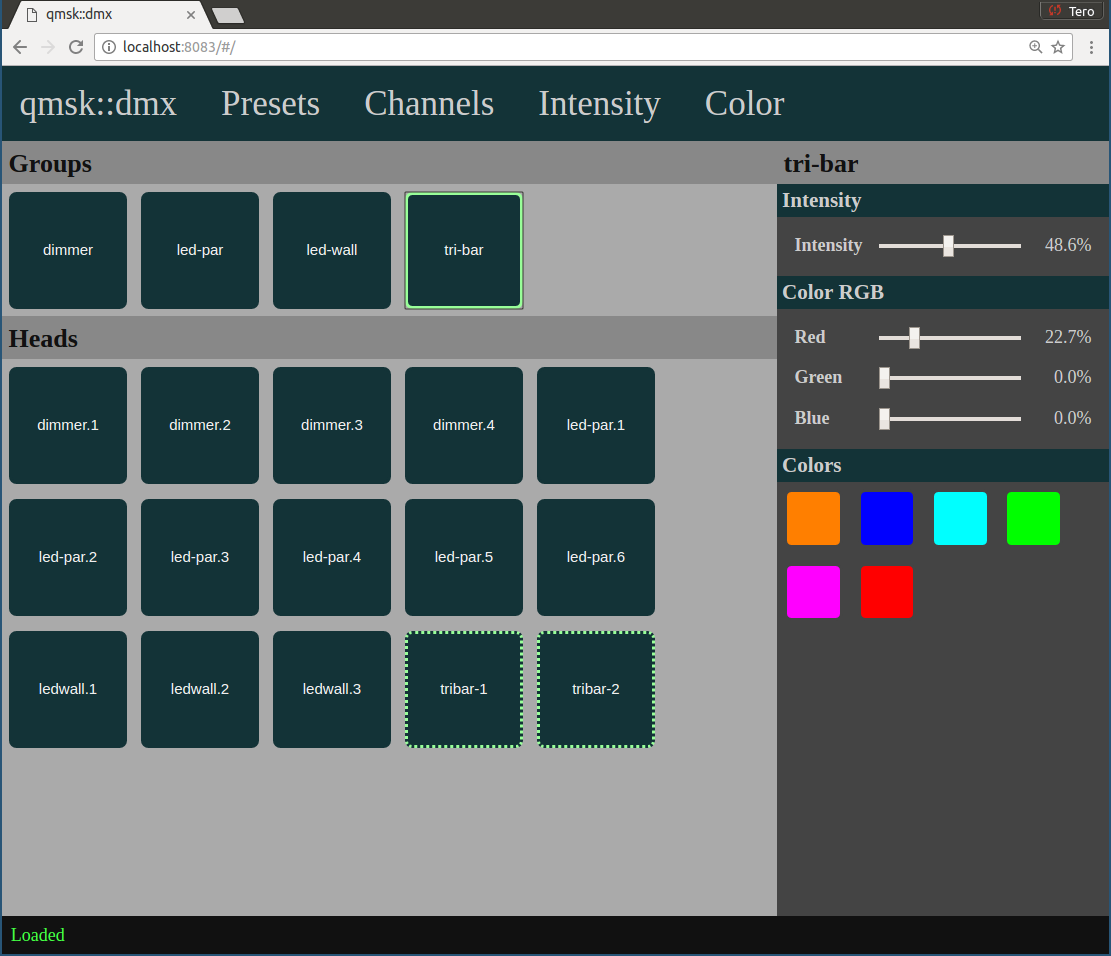 qmsk::dmx
Tero
localhost:8083/#/
qmsk::dmx Presets Channels Intensity Color
Groups
dimmer led-par led-wall tri-bar
Heads
dimmer.1 dimmer.2 dimmer.3 dimmer.4 led-par.1
led-par.2 led-par.3 led-par.4 led-par.5 led-par.6
ledwall.1 ledwall.2 ledwall.3 tribar-1 tribar-2
tri-bar
Intensity
Intensity 48.6%
Color RGB
Red 22.7%
Green 0.0%
Blue 0.0%
Colors
Loaded